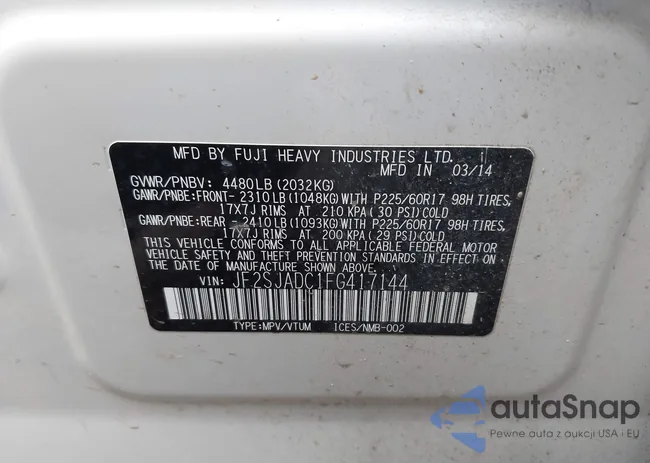 MFD BY FUJI HEAVY INDUSTRIES LTD.
MFD IN 03/14
GVWR/PNBV: 4480LB(2032KG)
GAWR/PNBE:FRONT-2310LB(1048KG)WITH P225/60R17 98H TIRES,
17X7J RIMS AT 210 KPA(30 PSI)COLD
GAWR/PNBE:REAR -2410LB(1093KG)WITH P225/60R17 98H TIRES,
17X7J RIMS AT 200 KPA(29 PSI)COLD
THIS VEHICLE CONFORMS TO ALL APPLICABLE FEDERAL MOTOR
VEHICLE SAFETY AND THEFT PREVENTION STANDARDS IN EFFECT ON
THE DATE OF MANUFACTURE SHOWN ABOVE.
VIN: JF2SJADC1FG417144
TYPE:MPV/VTUM ICES/NMB-002
autaSnap
Pewne auta z aukcji USA i EU